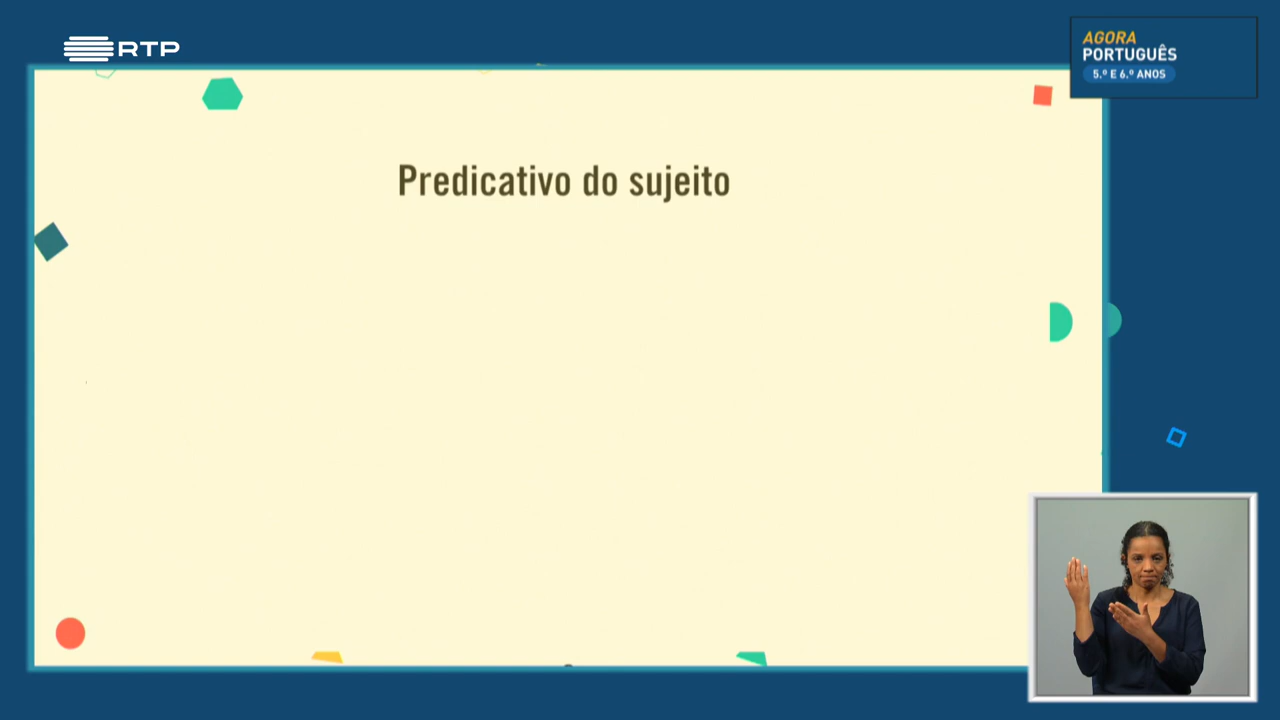 RTP
AGORA
PORTUGUÊS
5.º E 6.º ANOS
Predicativo do sujeito